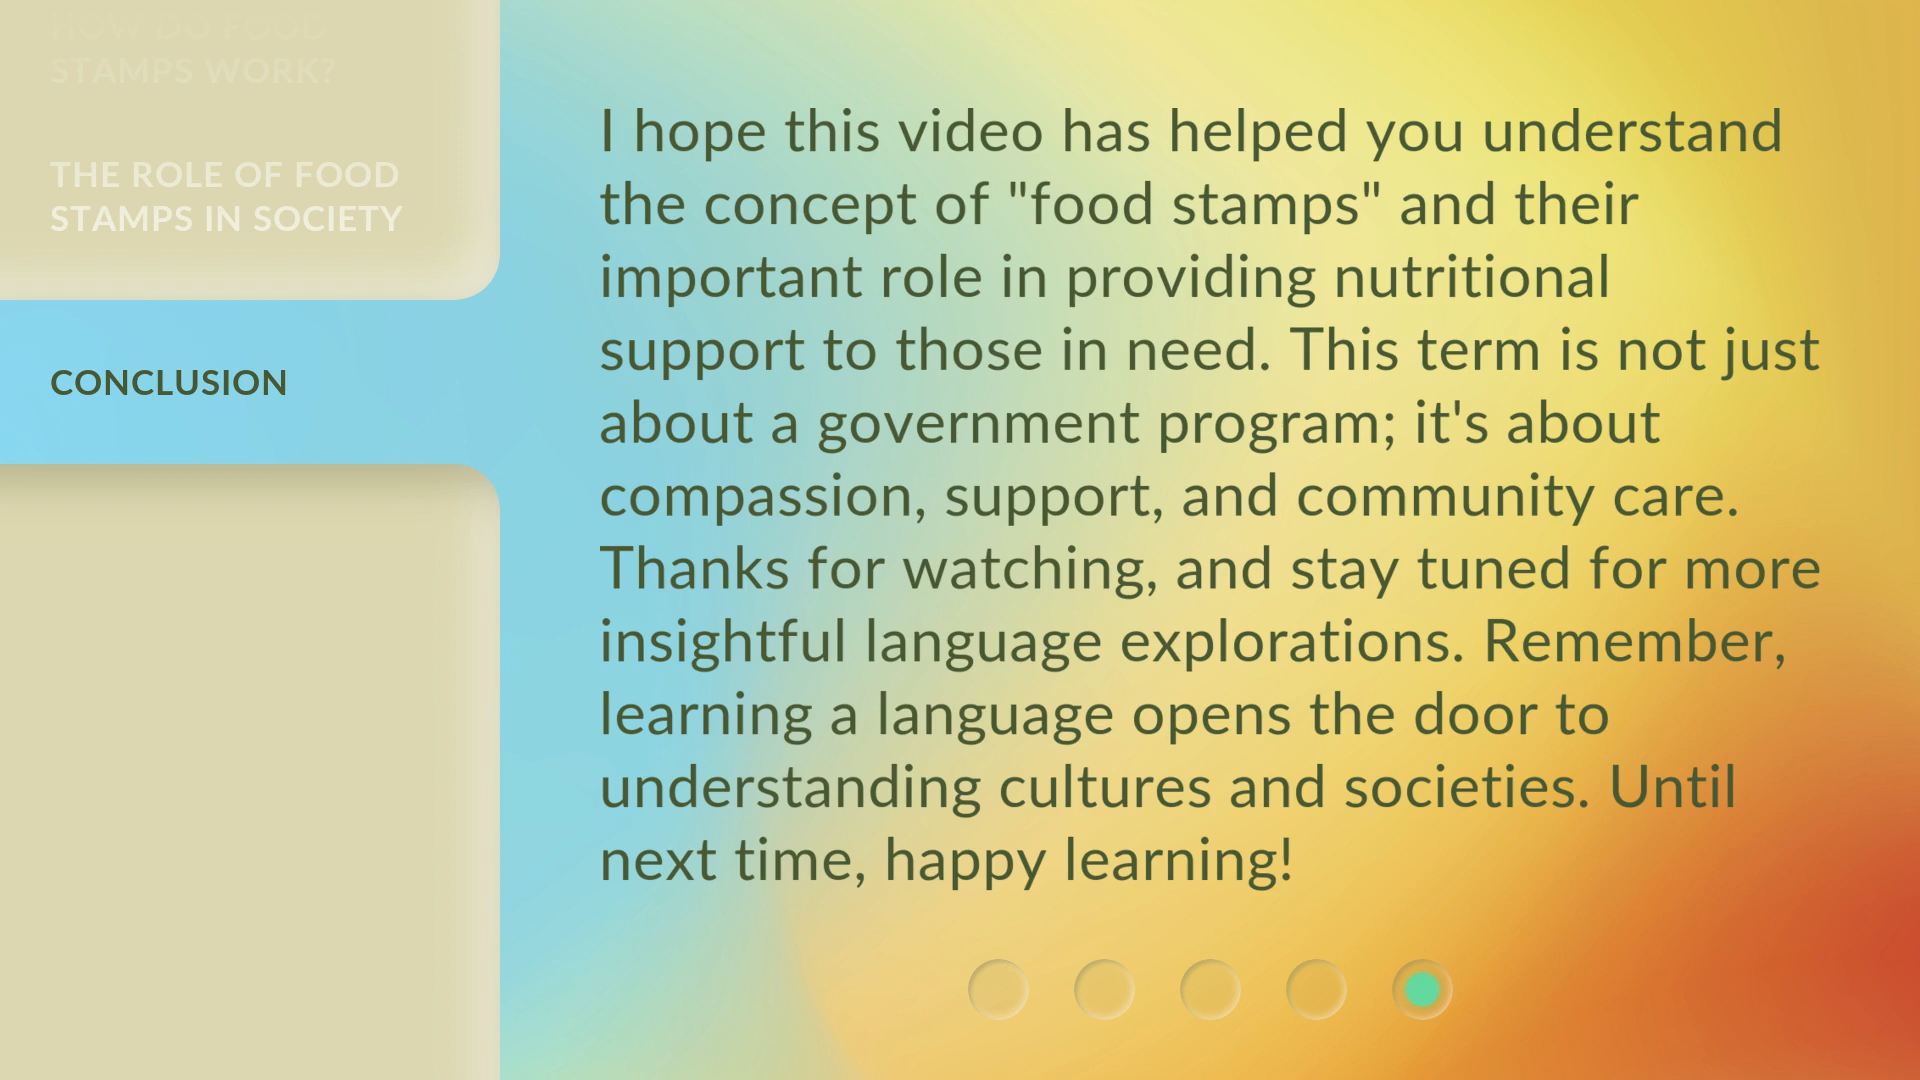 HOW DO FOOD
STAMPS WORK?
THE ROLE OF FOOD
STAMPS IN SOCIETY
CONCLUSION
I hope this video has helped you understand
the concept of "food stamps" and their
important role in providing nutritional
support to those in need. This term is not just
about a government program; it's about
compassion, support, and community care.
Thanks for watching, and stay tuned for more
insightful language explorations. Remember,
learning a language opens the door to
understanding cultures and societies. Until
next time, happy learning!